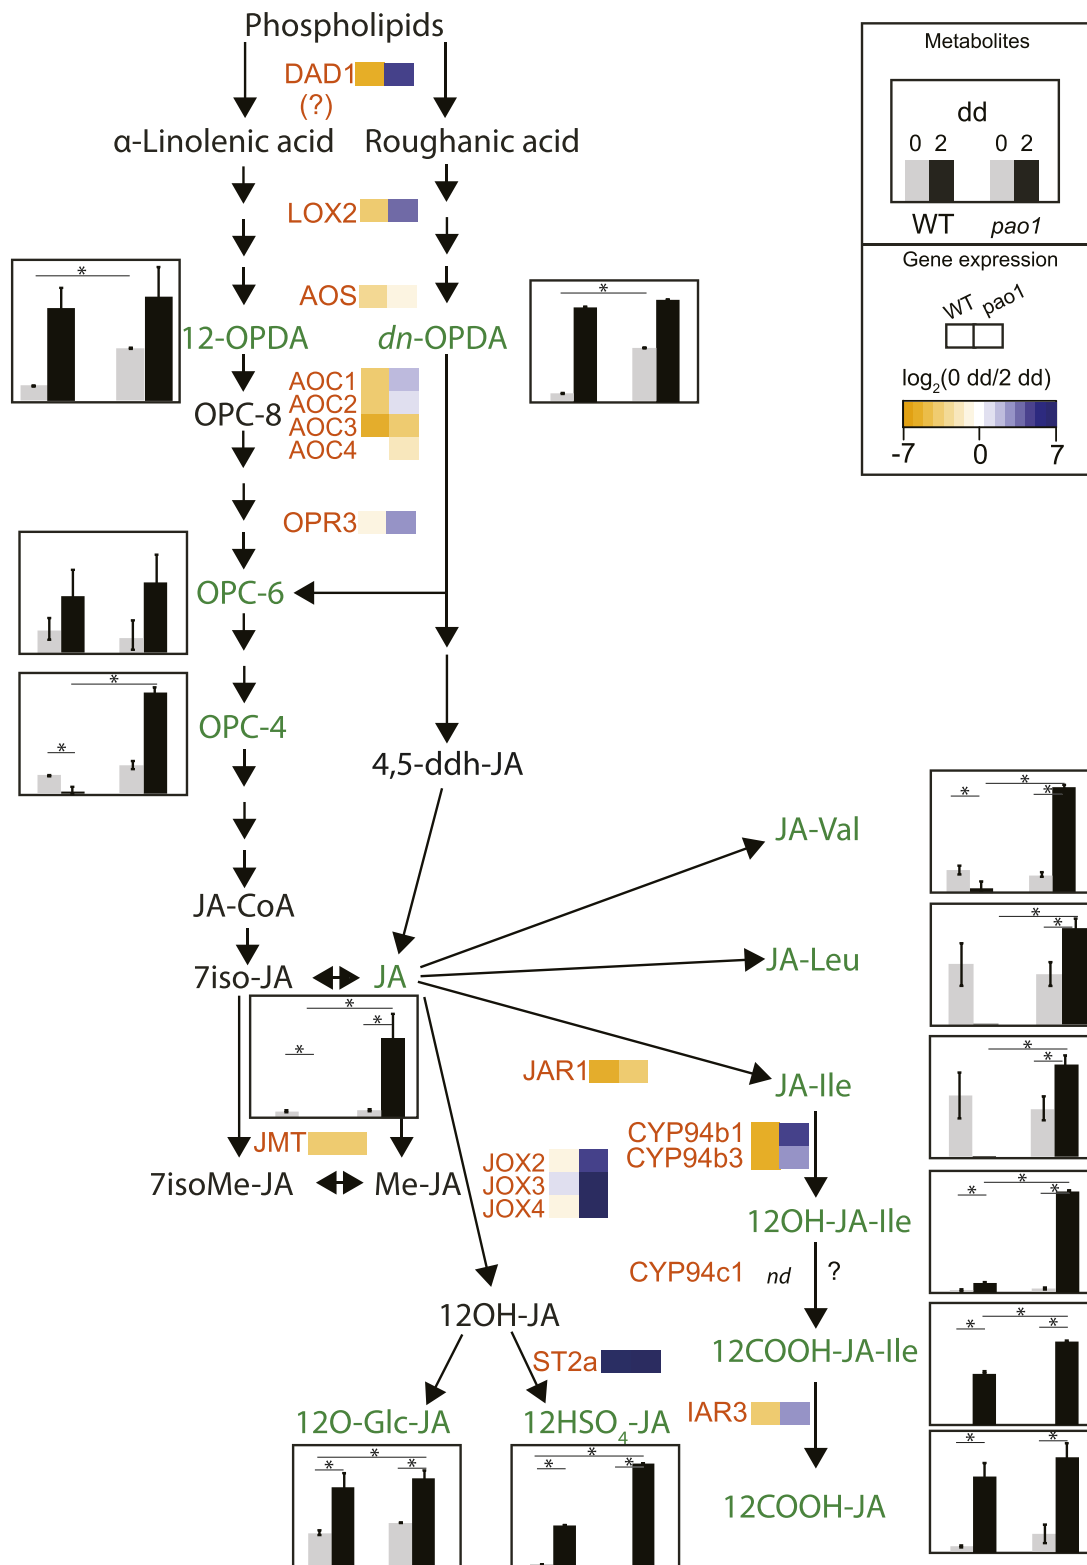 Phospholipids
DAD1
(?)
α-Linolenic acid
Roughanic acid
LOX2
AOS
12-OPDA
dn-OPDA
*
*
AOC1
AOC2
AOC3
AOC4
OPC-8
OPR3
OPC-6
OPC-4
*
*
4,5-ddh-JA
JA-CoA
7iso-JA
JA
*
*
*
JMT
7isoMe-JA
Me-JA
JAR1
JOX2
JOX3
JOX4
12OH-JA
ST2a
12O-Glc-JA
12HSO4-JA
*
*
*
*
*
*
Metabolites
dd
0 2 0 2
WT pao1
Gene expression
WT pao1
log2(0 dd/2 dd)
-7 0 7
JA-Val
*
*
*
JA-Leu
*
*
JA-Ile
*
*
CYP94b1
CYP94b3
12OH-JA-Ile
*
*
*
CYP94c1 nd ?
12COOH-JA-Ile
*
*
*
IAR3
12COOH-JA
*
*